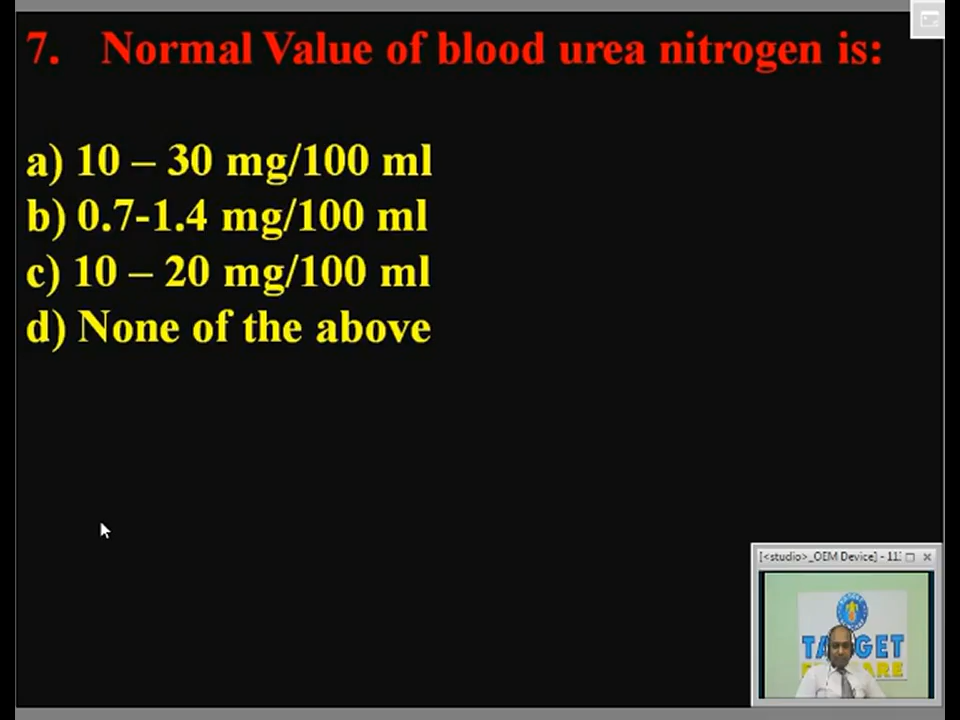 7. Normal Value of blood urea nitrogen is:
a) 10 – 30 mg/100 ml
b) 0.7-1.4 mg/100 ml
c) 10 – 20 mg/100 ml
d) None of the above
[<studio>_OEM Device] - 11
TARGET